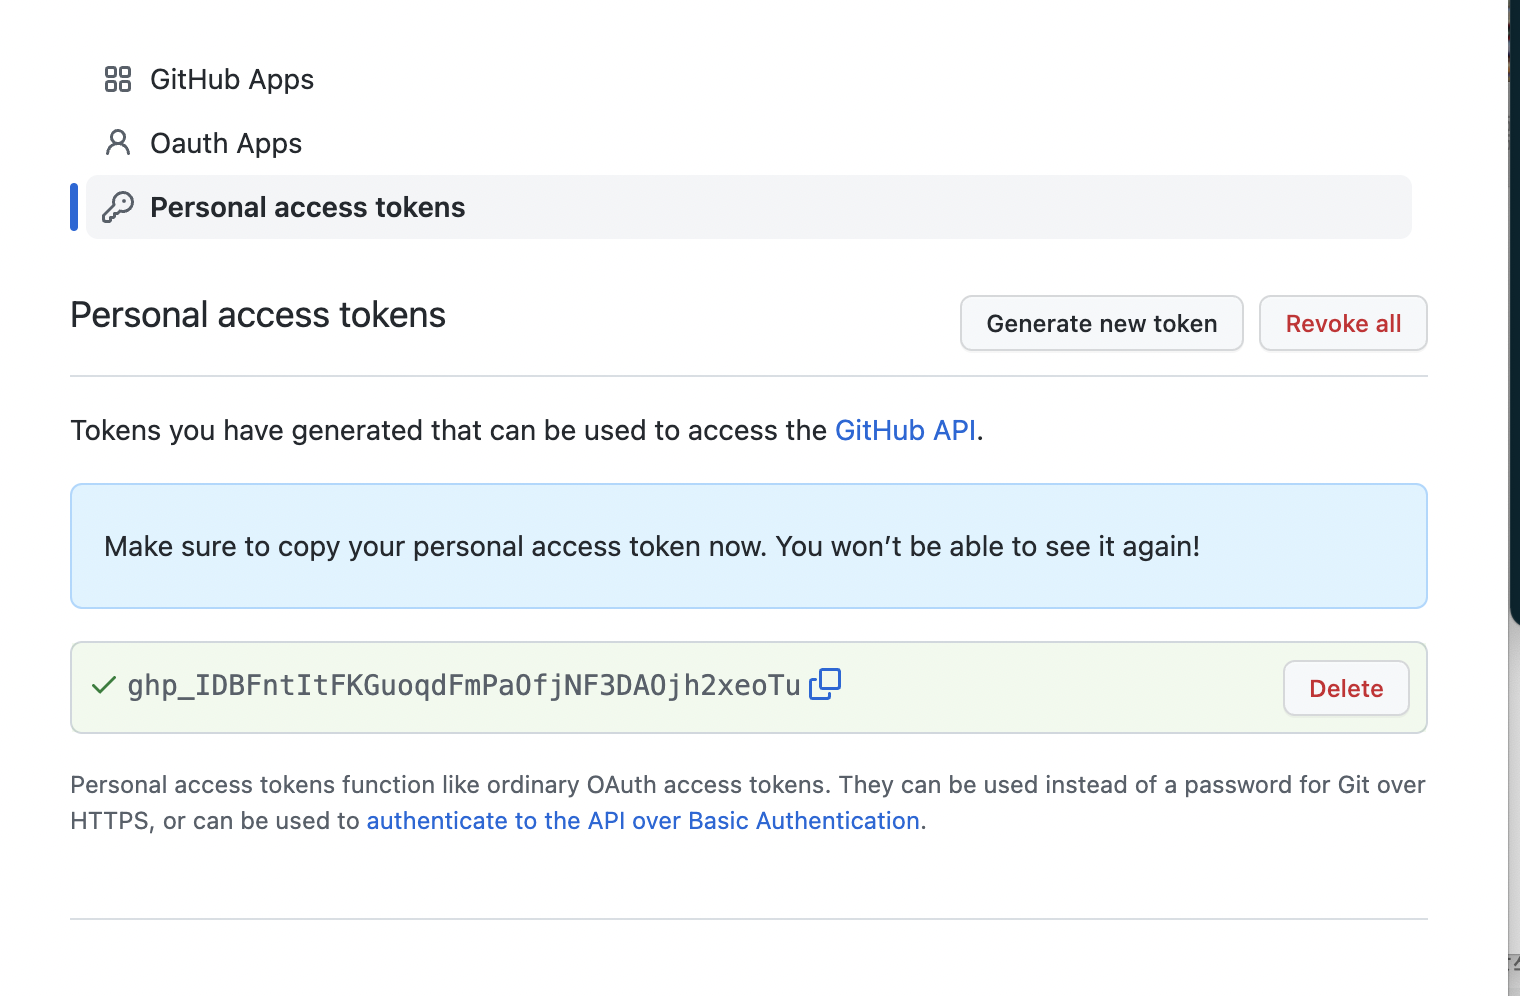 GitHub Apps
Oauth Apps
Personal access tokens
Personal access tokens
Generate new token
Revoke all
Tokens you have generated that can be used to access the GitHub API.
Make sure to copy your personal access token now. You won’t be able to see it again!
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
Delete
Personal access tokens function like ordinary OAuth access tokens. They can be used instead of a password for Git over
HTTPS, or can be used to authenticate to the API over Basic Authentication.